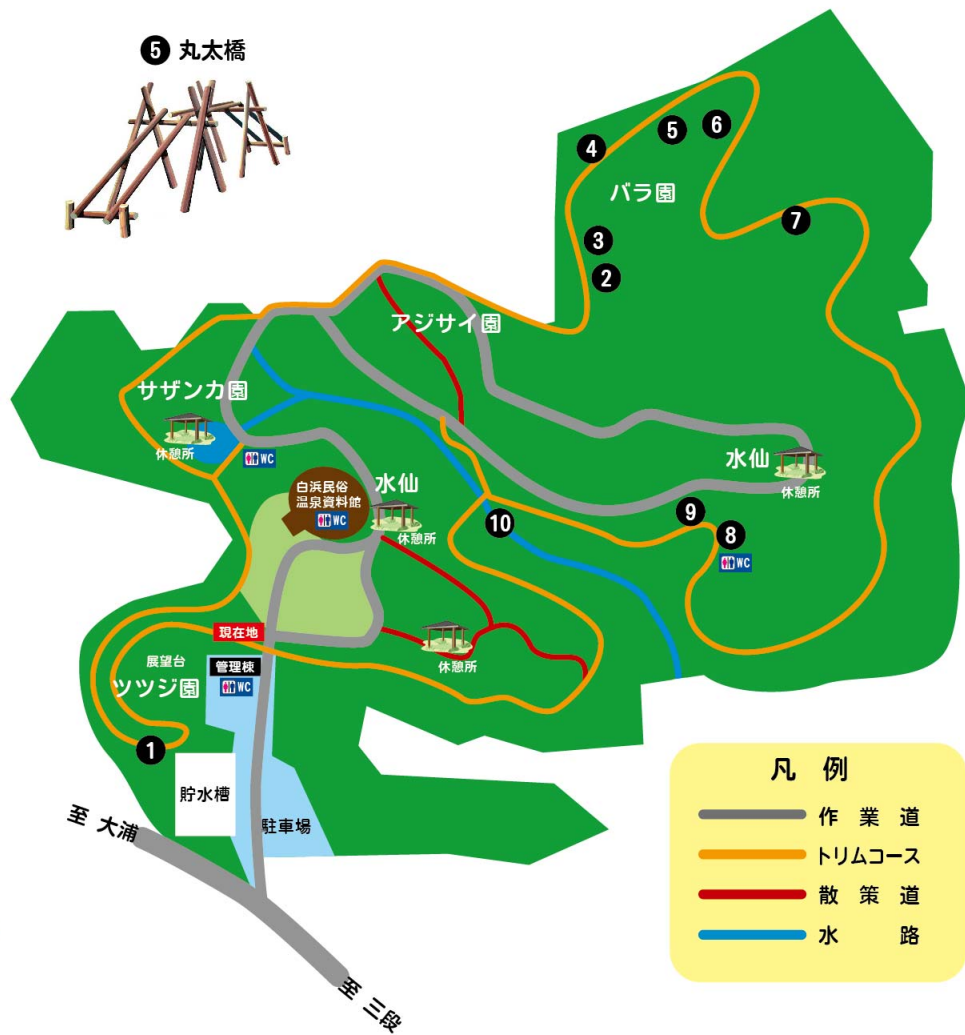 5 丸太橋
6
5
4
バラ園
7
3
2
アジサイ園
サザンカ園
休憩所
WC
水仙
休憩所
白浜民俗
温泉資料館
WC
水仙
休憩所
9
10
8
WC
現在地
休憩所
展望台
ツツジ園
管理棟
WC
1
貯水槽
駐車場
至 大浦
至 三段
凡 例
作 業 道
トリムコース
散 策 道
水 路